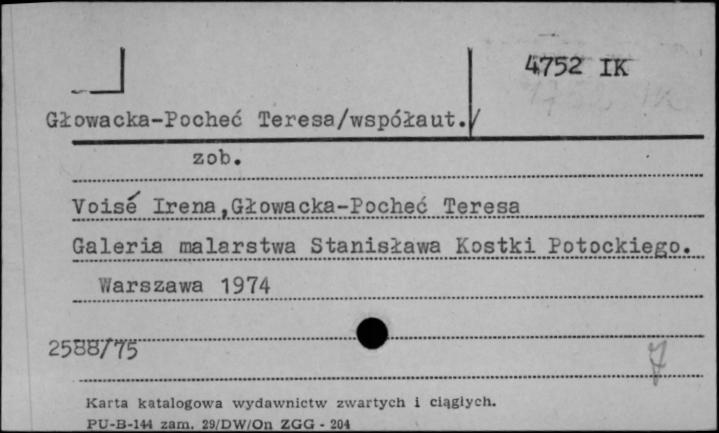 4752 IK
Głowacka-Pocheć Teresa/współaut./
zob.
Voisé Irena,Głowacka-Pocheć Teresa
Galeria malarstwa Stanisława Kostki Potockiego.
Warszawa 1974
2588/75
7
Karta katalogowa wydawnictw zwartych i ciągłych.
PU-B-144 zam. 29/DW/On ZGG - 204